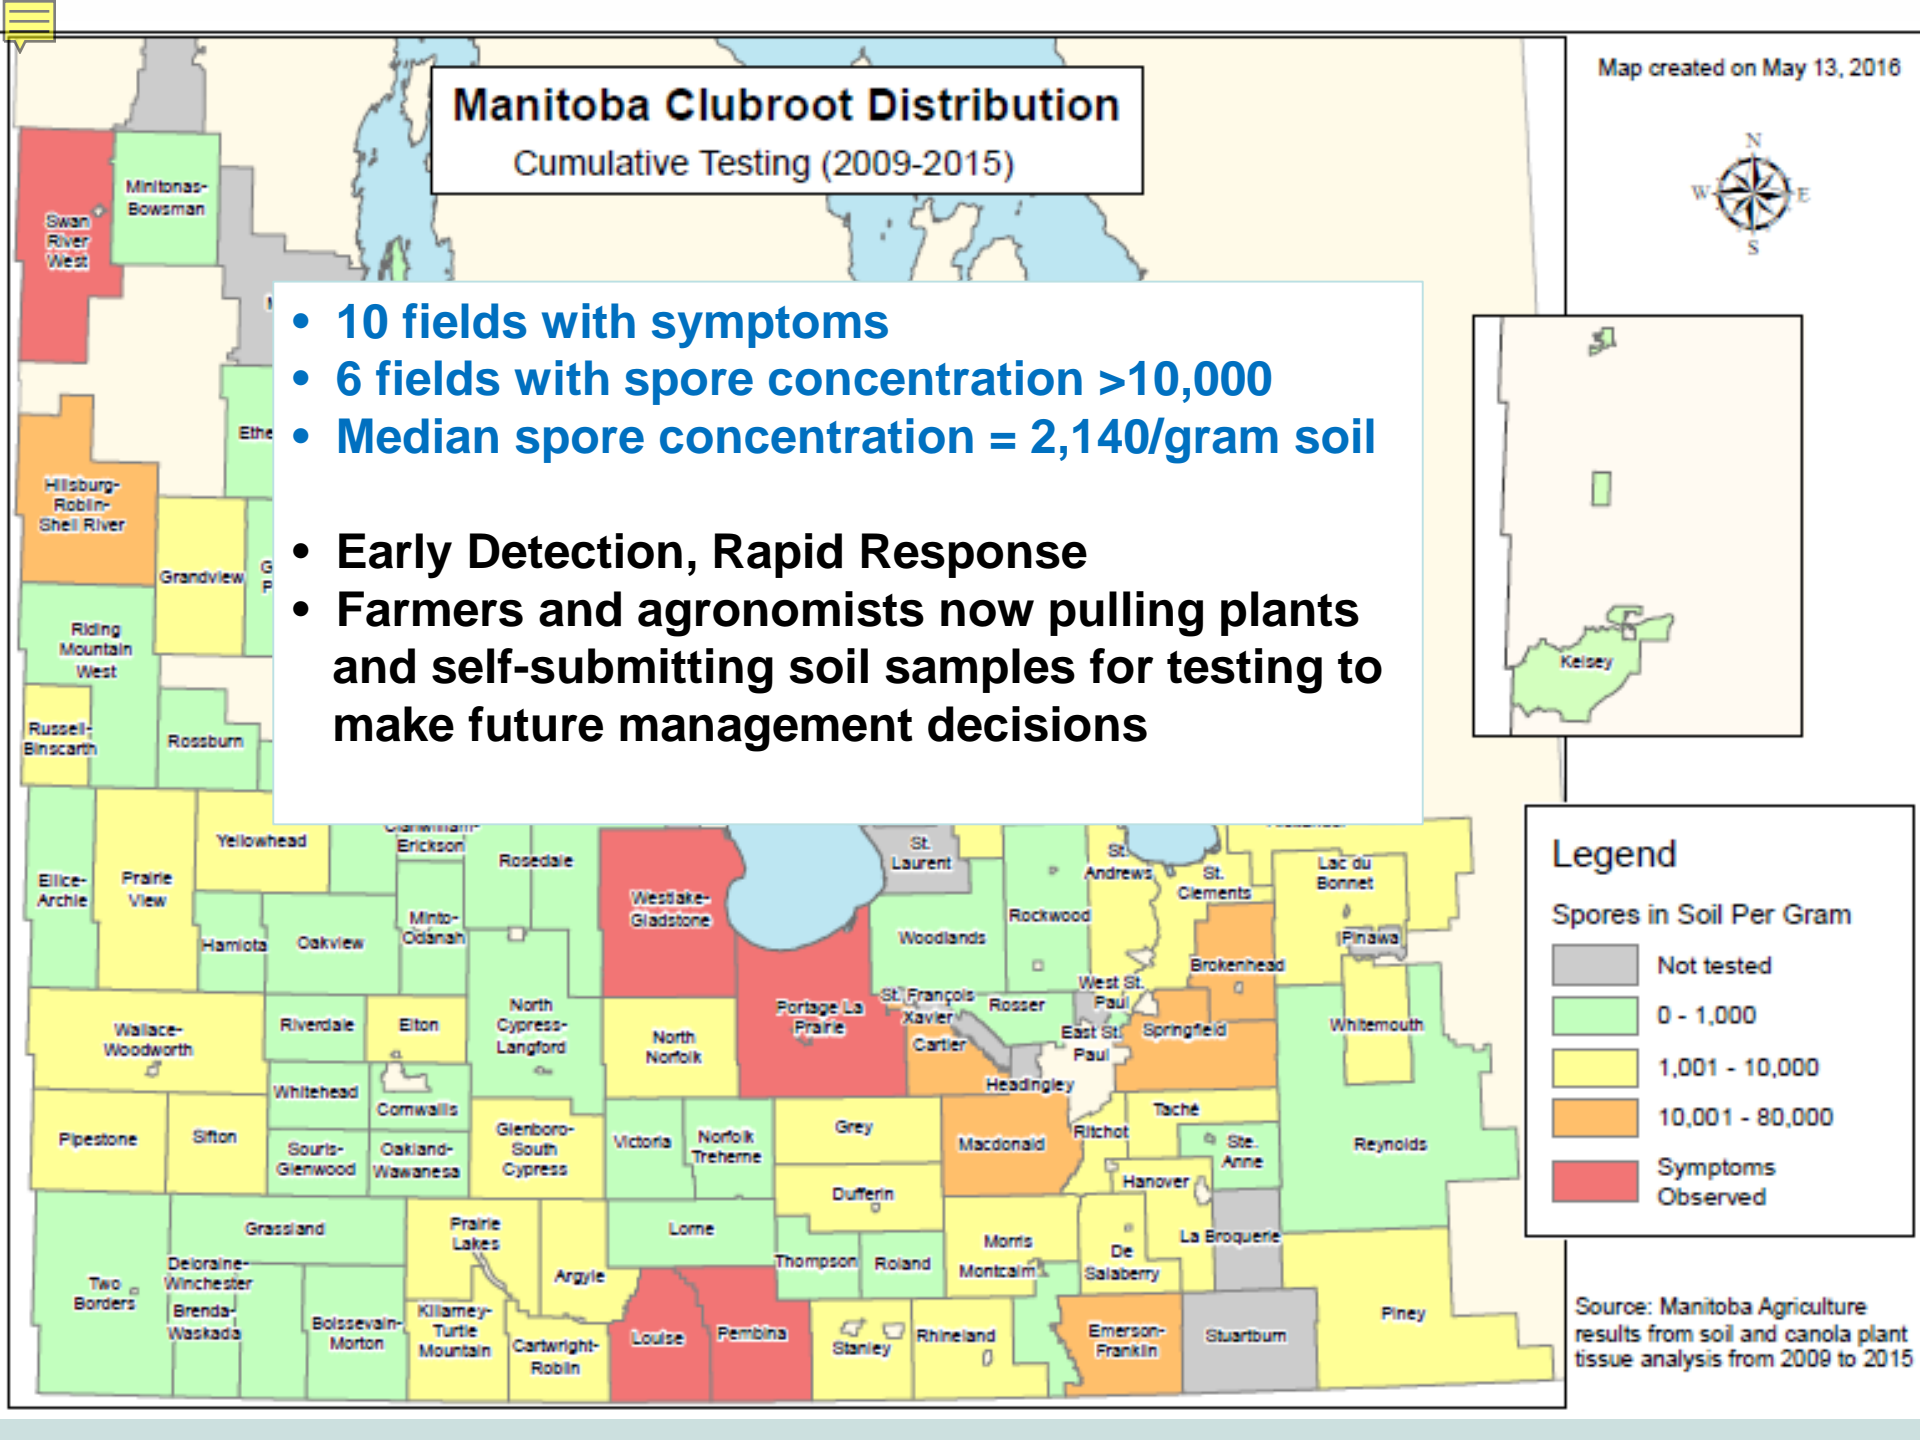 Map created on May 13, 2016
Manitoba Clubroot Distribution
Cumulative Testing (2009-2015)
N
W
E
S
Minitonas-
Bowsman
Swan
River
West
• 10 fields with symptoms
• 6 fields with spore concentration >10,000
• Median spore concentration = 2,140/gram soil
• Early Detection, Rapid Response
• Farmers and agronomists now pulling plants
and self-submitting soil samples for testing to
make future management decisions
Kelsey
Ethe
Hillsburg-
Roblin-
Shell River
Grandview
G
P
Riding
Mountain
West
Russell-
Binscarth
Rossburn
Yellowhead
Clanwilliam-
Erickson
Rosedale
Ellice-
Archie
Prairie
View
Hamiota
Oakview
Minto-
Odanah
Westlake-
Gladstone
St.
Laurent
St.
Andrews
St.
Clements
Lac du
Bonnet
Rockwood
Woodlands
Pinawa
Brokenhead
West St.
Paul
St. François
Xavier
Rosser
Portage La
Prairie
North
Cypress-
Langford
Riverdale
Elton
Wallace-
Woodworth
North
Norfolk
Cartier
East St.
Paul
Springfield
Whitemouth
Headingley
Whitehead
Cornwallis
Taché
Pipestone
Sifton
Souris-
Glenwood
Oakland-
Wawanesa
Glenboro-
South
Cypress
Victoria
Norfolk
Treherne
Grey
Macdonald
Ritchot
Ste.
Anne
Reynolds
Hanover
Dufferin
Grassland
Prairie
Lakes
Lorne
Morris
La Broquerie
De
Salaberry
Deloraine-
Winchester
Argyle
Thompson
Roland
Montcalm
Two
Borders
Brenda-
Waskada
Boissevain-
Morton
Killarney-
Turtle
Mountain
Cartwright-
Roblin
Louise
Pembina
Stanley
Rhineland
Emerson-
Franklin
Stuartburn
Piney
Legend
Spores in Soil Per Gram
Not tested
0 - 1,000
1,001 - 10,000
10,001 - 80,000
Symptoms
Observed
Source: Manitoba Agriculture
results from soil and canola plant
tissue analysis from 2009 to 2015